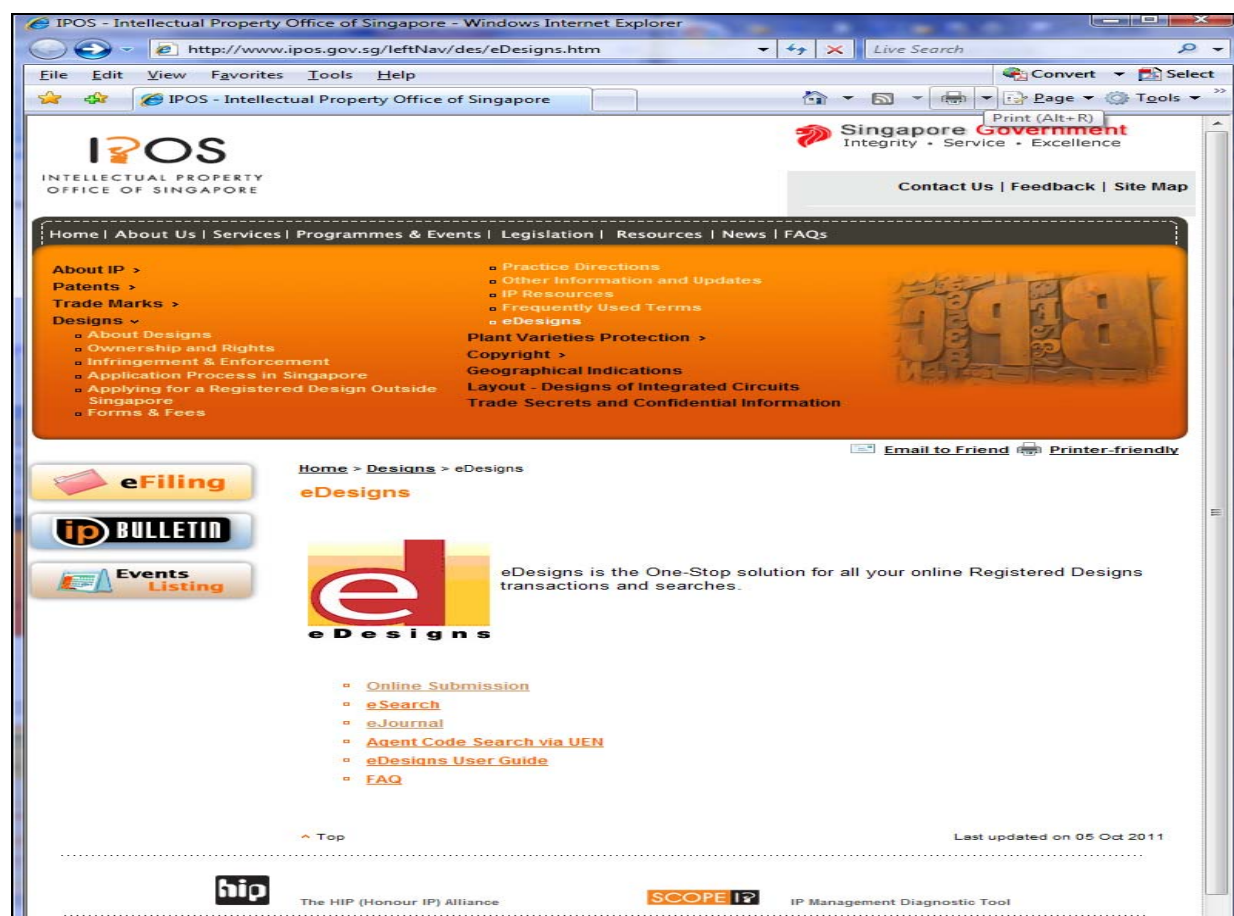 IPOS - Intellectual Property Office of Singapore - Windows Internet Explorer
http://www.ipos.gov.sg/leftNav/des/eDesigns.htm
Live Search
File Edit View Favorites Tools Help
Convert Select
IPOS - Intellectual Property Office of Singapore
Page Tools
Print (Alt+R)
IPOS
INTELLECTUAL PROPERTY
OFFICE OF SINGAPORE
Singapore Government
Integrity • Service • Excellence
Contact Us | Feedback | Site Map
Home | About Us | Services | Programmes & Events | Legislation | Resources | News | FAQs
About IP >
Patents >
Trade Marks >
Designs
About Designs
Ownership and Rights
Infringement & Enforcement
Application Process in Singapore
Applying for a Registered Design Outside
Singapore
Forms & Fees
Practice Directions
Other Information and Updates
IP Resources
Frequently Used Terms
eDesigns
Plant Varieties Protection >
Copyright >
Geographical Indications
Layout - Designs of Integrated Circuits
Trade Secrets and Confidential Information
Email to Friend Printer-friendly
eFiling
ip BULLETIN
Events
Listing
Home > Designs > eDesigns
eDesigns
ed
eDesigns
eDesigns is the One-Stop solution for all your online Registered Designs
transactions and searches.
Online Submission
eSearch
eJournal
Agent Code Search via UEN
eDesigns User Guide
FAQ
Top
Last updated on 05 Oct 2011
hip
The HIP (Honour IP) Alliance
SCOPE IP
IP Management Diagnostic Tool